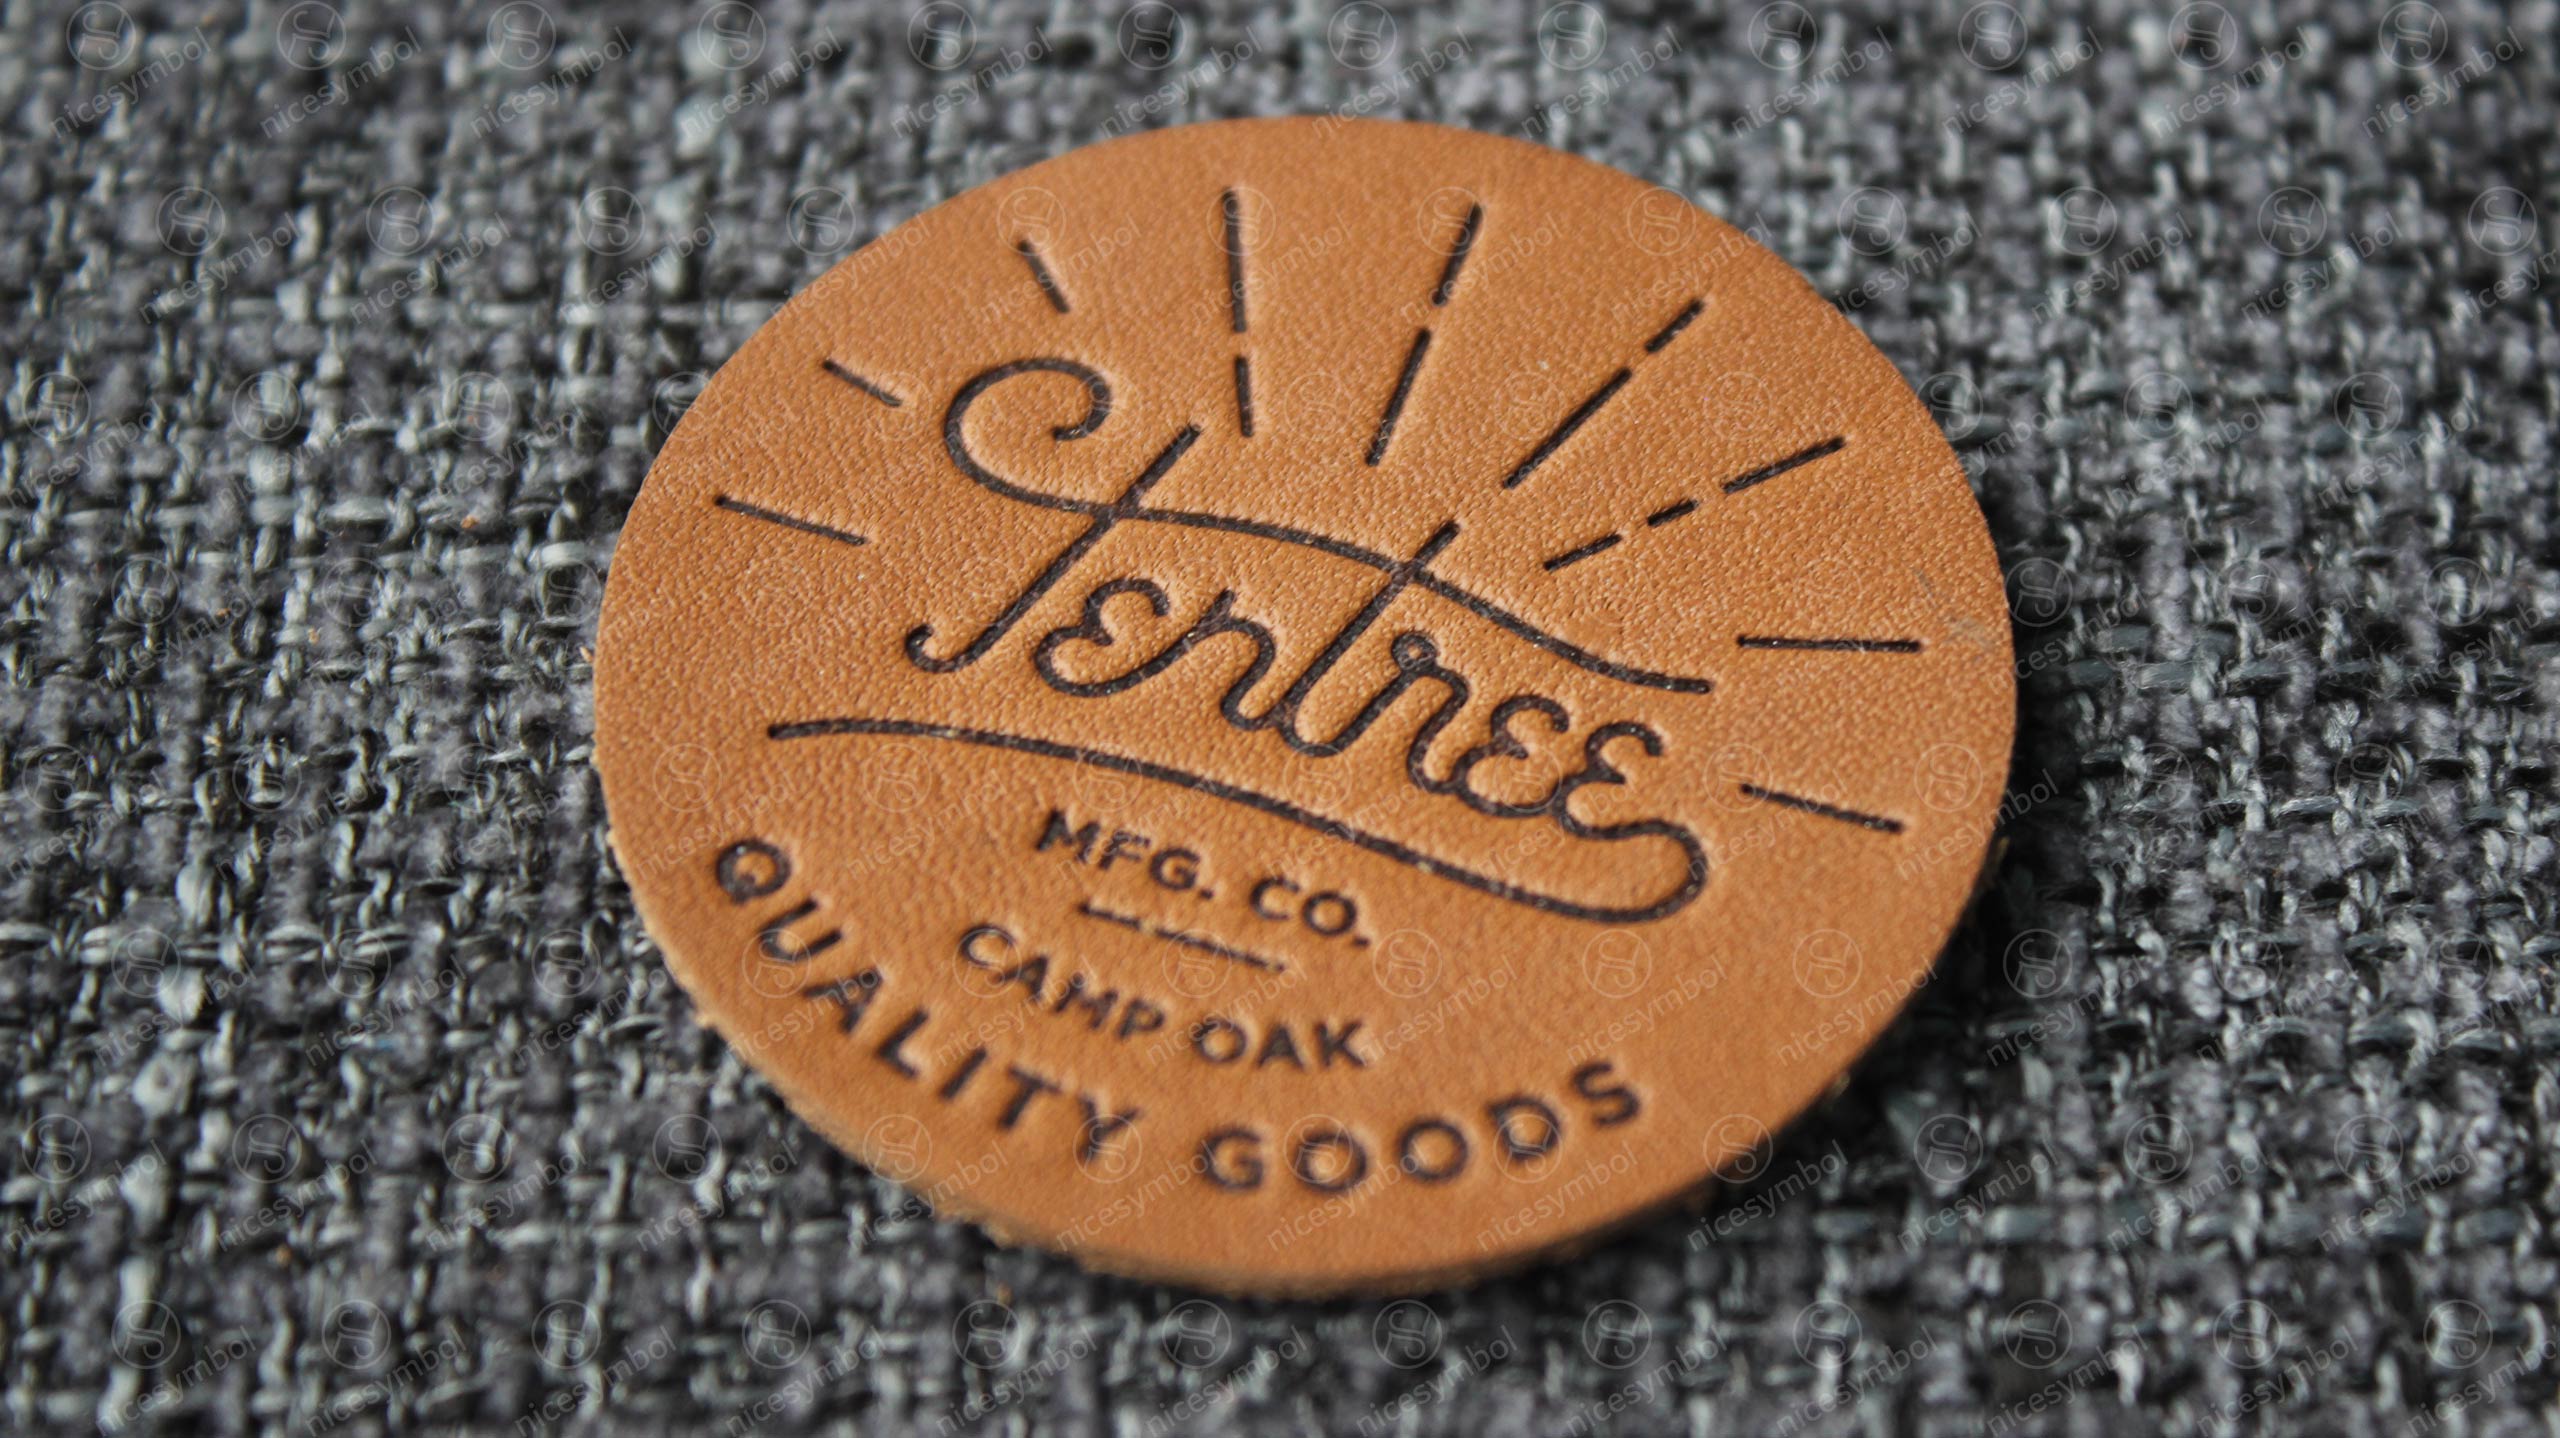 Tentree
MFG. CO.
CAMP OAK
QUALITY GOODS
nicesymbol